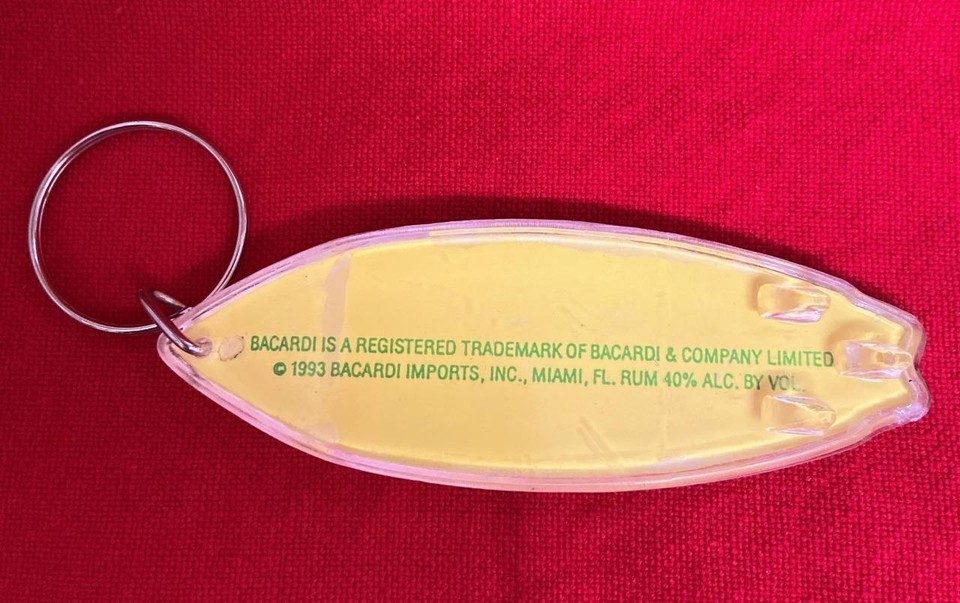 BACARDI IS A REGISTERED TRADEMARK OF BACARDI & COMPANY LIMITED
© 1993 BACARDI IMPORTS, INC., MIAMI, FL. RUM 40% ALC. BY VOL.